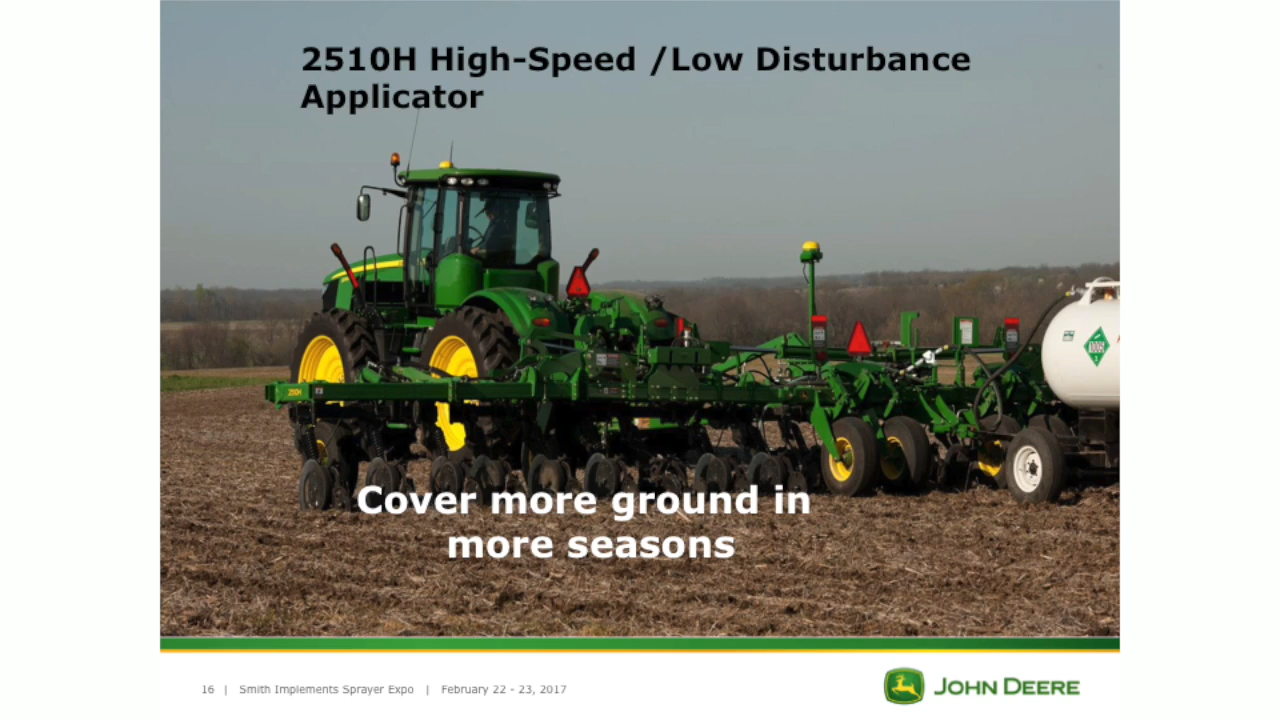 2510H High-Speed /Low Disturbance
Applicator
2510H
Cover more ground in
more seasons
16 | Smith Implements Sprayer Expo | February 22 - 23, 2017
JOHN DEERE